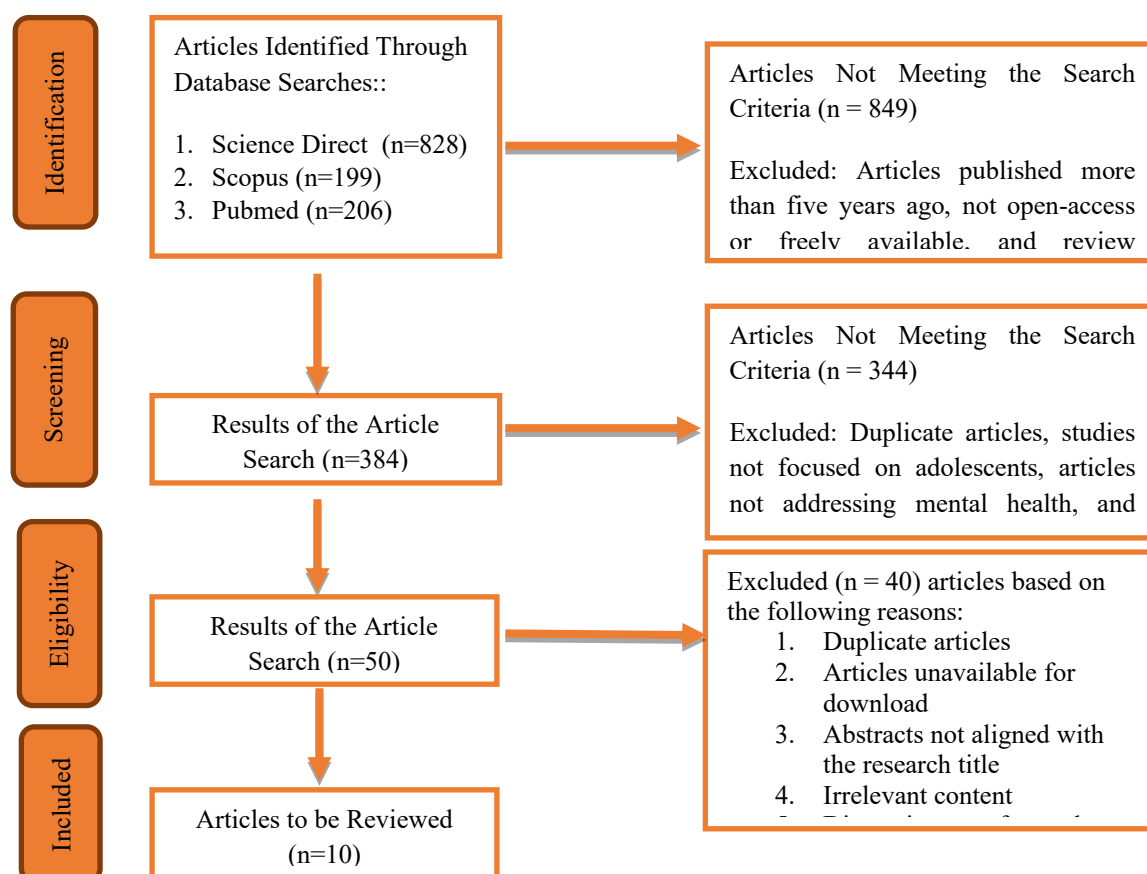 Identification
Articles Identified Through
Database Searches::
1. Science Direct (n=828)
2. Scopus (n=199)
3. Pubmed (n=206)
Articles Not Meeting the Search
Criteria (n = 849)
Excluded: Articles published more
than five years ago, not open-access
or freely available, and review
Screening
Results of the Article
Search (n=384)
Articles Not Meeting the Search
Criteria (n = 344)
Excluded: Duplicate articles, studies
not focused on adolescents, articles
not addressing mental health, and
Eligibility
Results of the Article
Search (n=50)
Excluded (n = 40) articles based on
the following reasons:
1. Duplicate articles
2. Articles unavailable for
download
3. Abstracts not aligned with
the research title
4. Irrelevant content
Included
Articles to be Reviewed
(n=10)